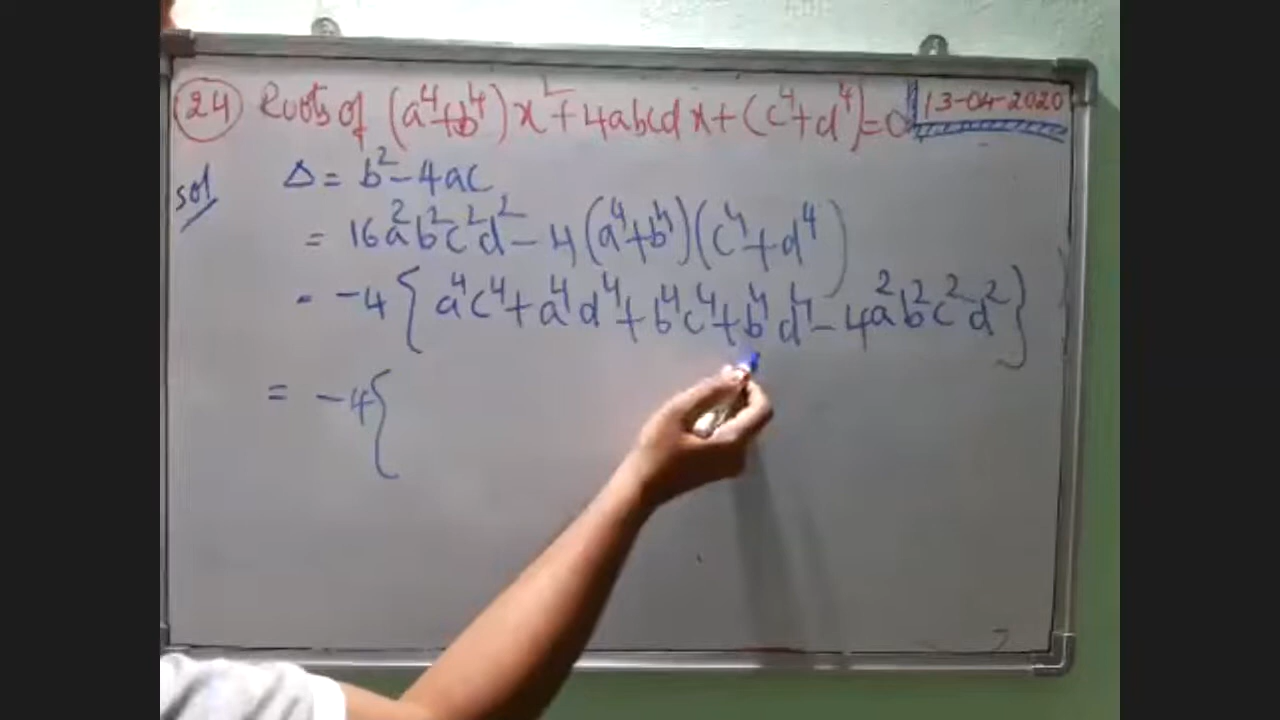 24 Roots of (a⁴+b⁴)x²+4abcdx+(c⁴+d⁴)=0
13-04-2020
sol Δ = b²-4ac
= 16a²b²c²d² - 4(a⁴+b⁴)(c⁴+d⁴)
= -4{a⁴c⁴+a⁴d⁴+b⁴c⁴+b⁴d⁴-4a²b²c²d²}
= -4{